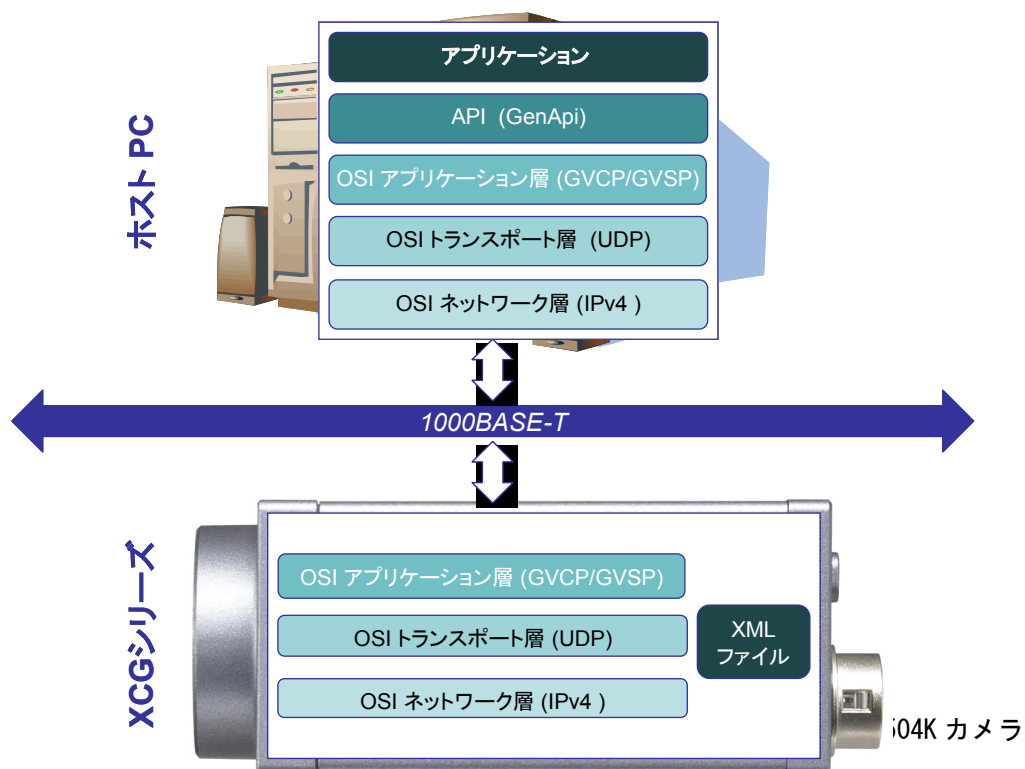 ホスト PC
アプリケーション
API (GenApi)
OSI アプリケーション層 (GVCP/GVSP)
OSI トランスポート層 (UDP)
OSI ネットワーク層 (IPv4 )
1000BASE-T
XCGシリーズ
OSI アプリケーション層 (GVCP/GVSP)
OSI トランスポート層 (UDP)
OSI ネットワーク層 (IPv4 )
XML
ファイル
504K カメラ